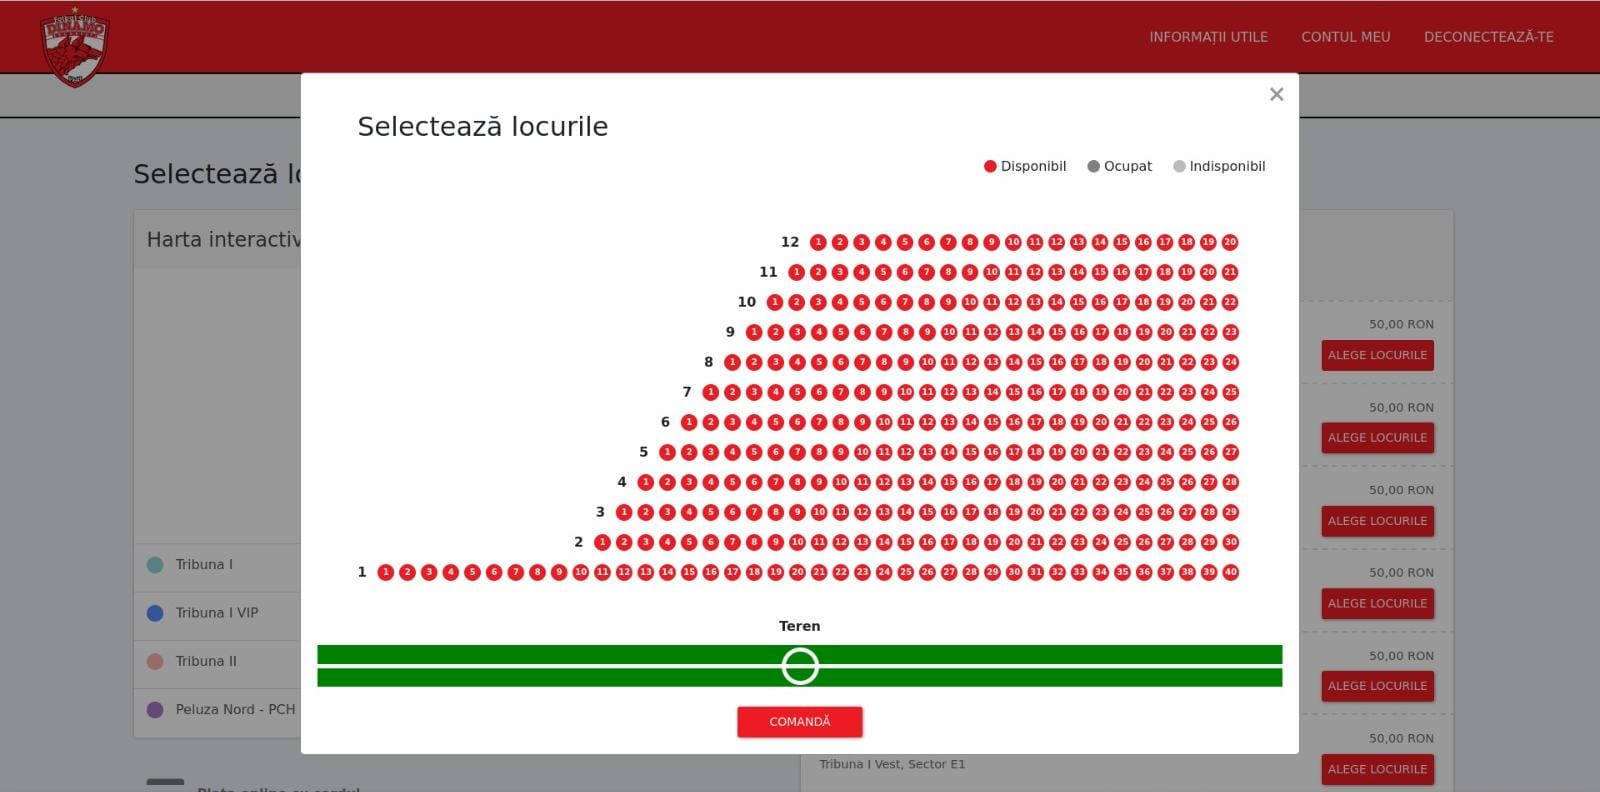 Fotbal Club
DINAMO
INFORMAȚII UTILE
CONTUL MEU
DECONECTEAZĂ-TE
Selectează lo
Harta interactiv
Selectează locurile
Disponibil
Ocupat
Indisponibil
12 1 2 3 4 5 6 7 8 9 10 11 12 13 14 15 16 17 18 19 20
11 1 2 3 4 5 6 7 8 9 10 11 12 13 14 15 16 17 18 19 20 21
10 1 2 3 4 5 6 7 8 9 10 11 12 13 14 15 16 17 18 19 20 21 22
9 1 2 3 4 5 6 7 8 9 10 11 12 13 14 15 16 17 18 19 20 21 22 23
8 1 2 3 4 5 6 7 8 9 10 11 12 13 14 15 16 17 18 19 20 21 22 23 24
7 1 2 3 4 5 6 7 8 9 10 11 12 13 14 15 16 17 18 19 20 21 22 23 24 25
6 1 2 3 4 5 6 7 8 9 10 11 12 13 14 15 16 17 18 19 20 21 22 23 24 25 26
5 1 2 3 4 5 6 7 8 9 10 11 12 13 14 15 16 17 18 19 20 21 22 23 24 25 26 27
4 1 2 3 4 5 6 7 8 9 10 11 12 13 14 15 16 17 18 19 20 21 22 23 24 25 26 27 28
3 1 2 3 4 5 6 7 8 9 10 11 12 13 14 15 16 17 18 19 20 21 22 23 24 25 26 27 28 29
2 1 2 3 4 5 6 7 8 9 10 11 12 13 14 15 16 17 18 19 20 21 22 23 24 25 26 27 28 29 30
1 1 2 3 4 5 6 7 8 9 10 11 12 13 14 15 16 17 18 19 20 21 22 23 24 25 26 27 28 29 30 31 32 33 34 35 36 37 38 39 40
Teren
COMANDĂ
Tribuna I
Tribuna I VIP
Tribuna II
Peluza Nord - PCH
50,00 RON
ALEGE LOCURILE
50,00 RON
ALEGE LOCURILE
50,00 RON
ALEGE LOCURILE
50,00 RON
ALEGE LOCURILE
50,00 RON
ALEGE LOCURILE
50,00 RON
Tribuna I Vest, Sector E1
ALEGE LOCURILE